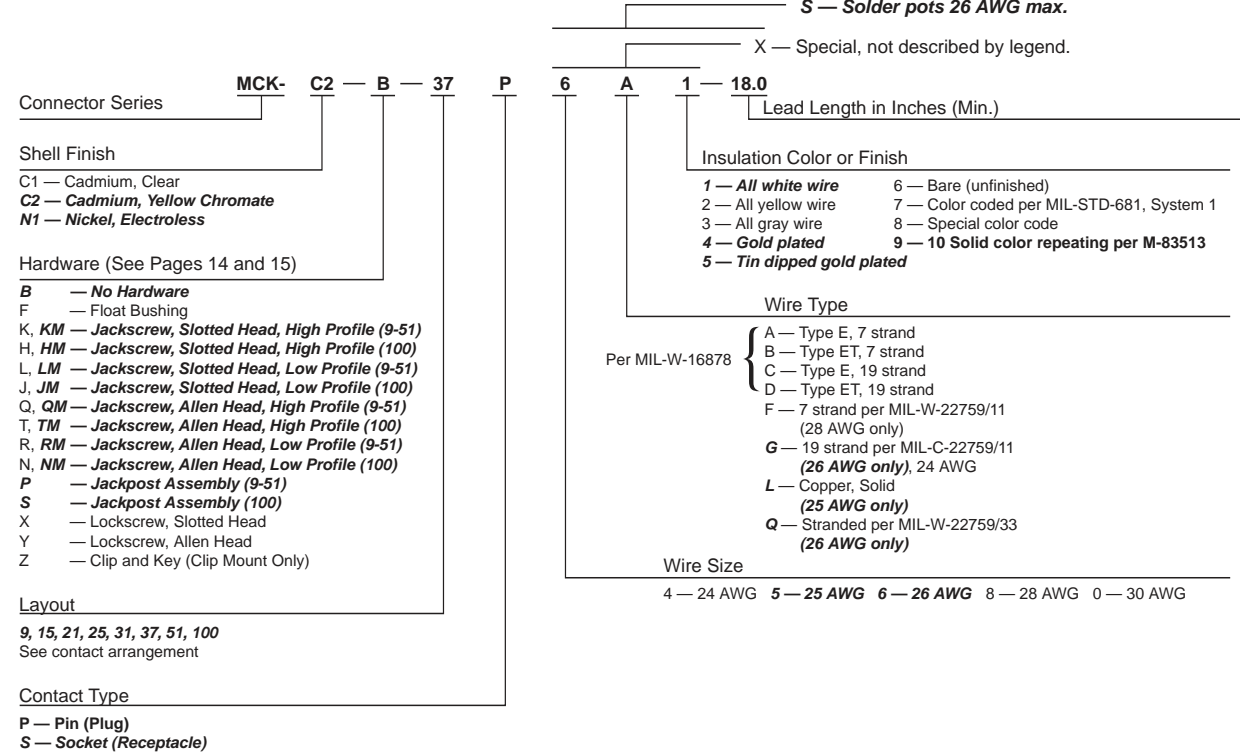 S — Solder pots 26 AWG max.
X — Special, not described by legend.
MCK- C2 — B — 37 P 6 A 1 — 18.0
Connector Series
Lead Length in Inches (Min.)
Shell Finish
C1 — Cadmium, Clear
C2 — Cadmium, Yellow Chromate
N1 — Nickel, Electroless
Hardware (See Pages 14 and 15)
B — No Hardware
F — Float Bushing
K, KM — Jackscrew, Slotted Head, High Profile (9-51)
H, HM — Jackscrew, Slotted Head, High Profile (100)
L, LM — Jackscrew, Slotted Head, Low Profile (9-51)
J, JM — Jackscrew, Slotted Head, Low Profile (100)
Q, QM — Jackscrew, Allen Head, High Profile (9-51)
T, TM — Jackscrew, Allen Head, High Profile (100)
R, RM — Jackscrew, Allen Head, Low Profile (9-51)
N, NM — Jackscrew, Allen Head, Low Profile (100)
P — Jackpost Assembly (9-51)
S — Jackpost Assembly (100)
X — Lockscrew, Slotted Head
Y — Lockscrew, Allen Head
Z — Clip and Key (Clip Mount Only)
Layout
9, 15, 21, 25, 31, 37, 51, 100
See contact arrangement
Contact Type
P — Pin (Plug)
S — Socket (Receptacle)
Insulation Color or Finish
1 — All white wire
2 — All yellow wire
3 — All gray wire
4 — Gold plated
5 — Tin dipped gold plated
6 — Bare (unfinished)
7 — Color coded per MIL-STD-681, System 1
8 — Special color code
9 — 10 Solid color repeating per M-83513
Wire Type
Per MIL-W-16878
A — Type E, 7 strand
B — Type ET, 7 strand
C — Type E, 19 strand
D — Type ET, 19 strand
F — 7 strand per MIL-W-22759/11
(28 AWG only)
G — 19 strand per MIL-C-22759/11
(26 AWG only), 24 AWG
L — Copper, Solid
(25 AWG only)
Q — Stranded per MIL-W-22759/33
(26 AWG only)
Wire Size
4 — 24 AWG 5 — 25 AWG 6 — 26 AWG 8 — 28 AWG 0 — 30 AWG